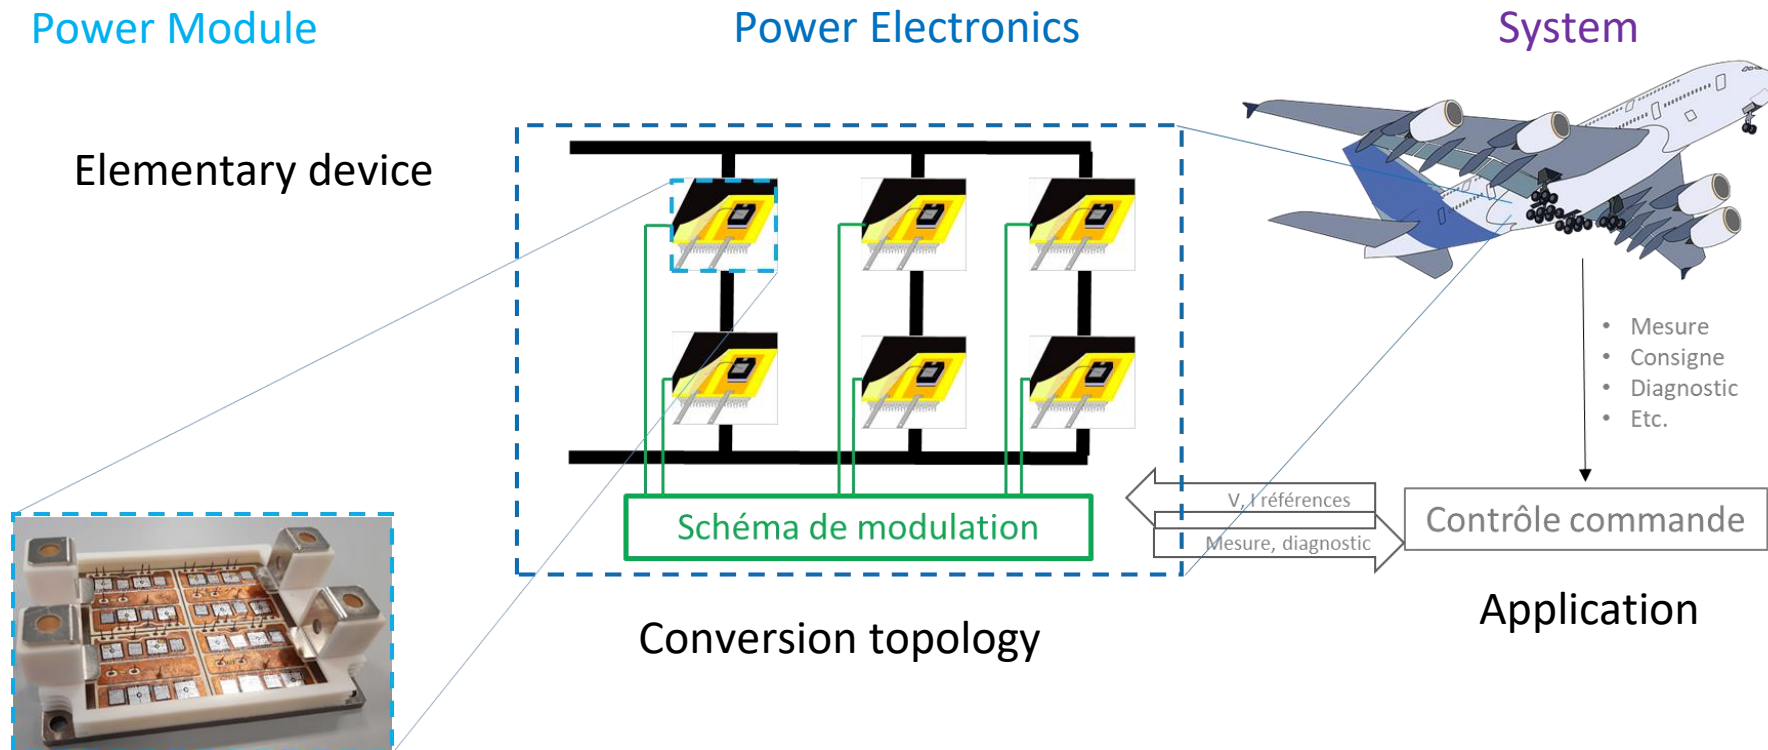 Power Module
Power Electronics
System
Elementary device
• Mesure
• Consigne
• Diagnostic
• Etc.
Schéma de modulation
V, I références
Mesure, diagnostic
Contrôle commande
Conversion topology
Application